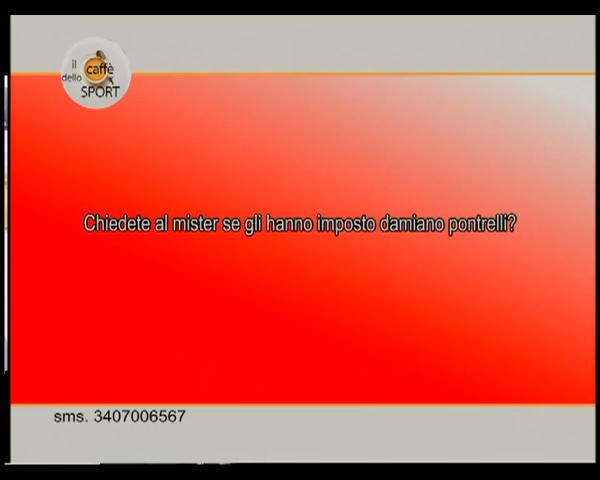 il
caffè
dello
SPORT
Chiedete al mister se gli hanno imposto damiano pontrelli?
sms. 3407006567